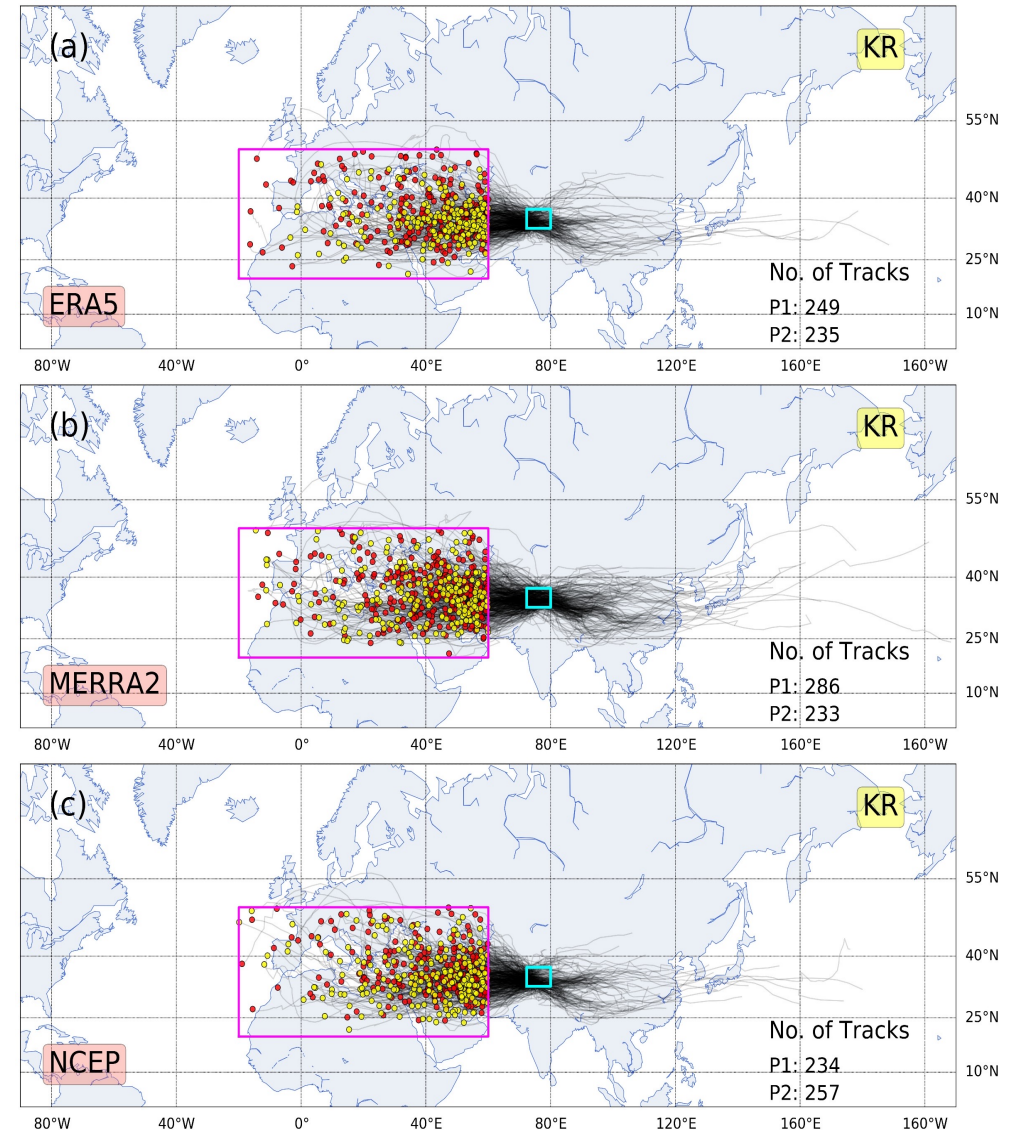 (a)
KR
55°N
40°N
25°N
No. of Tracks
ERA5
P1: 249
10°N
P2: 235
80°W 40°W 0° 40°E 80°E 120°E 160°E 160°W
(b)
KR
55°N
40°N
25°N
No. of Tracks
MERRA2
P1: 286
10°N
P2: 233
80°W 40°W 0° 40°E 80°E 120°E 160°E 160°W
(c)
KR
55°N
40°N
25°N
No. of Tracks
NCEP
P1: 234
10°N
P2: 257
80°W 40°W 0° 40°E 80°E 120°E 160°E 160°W